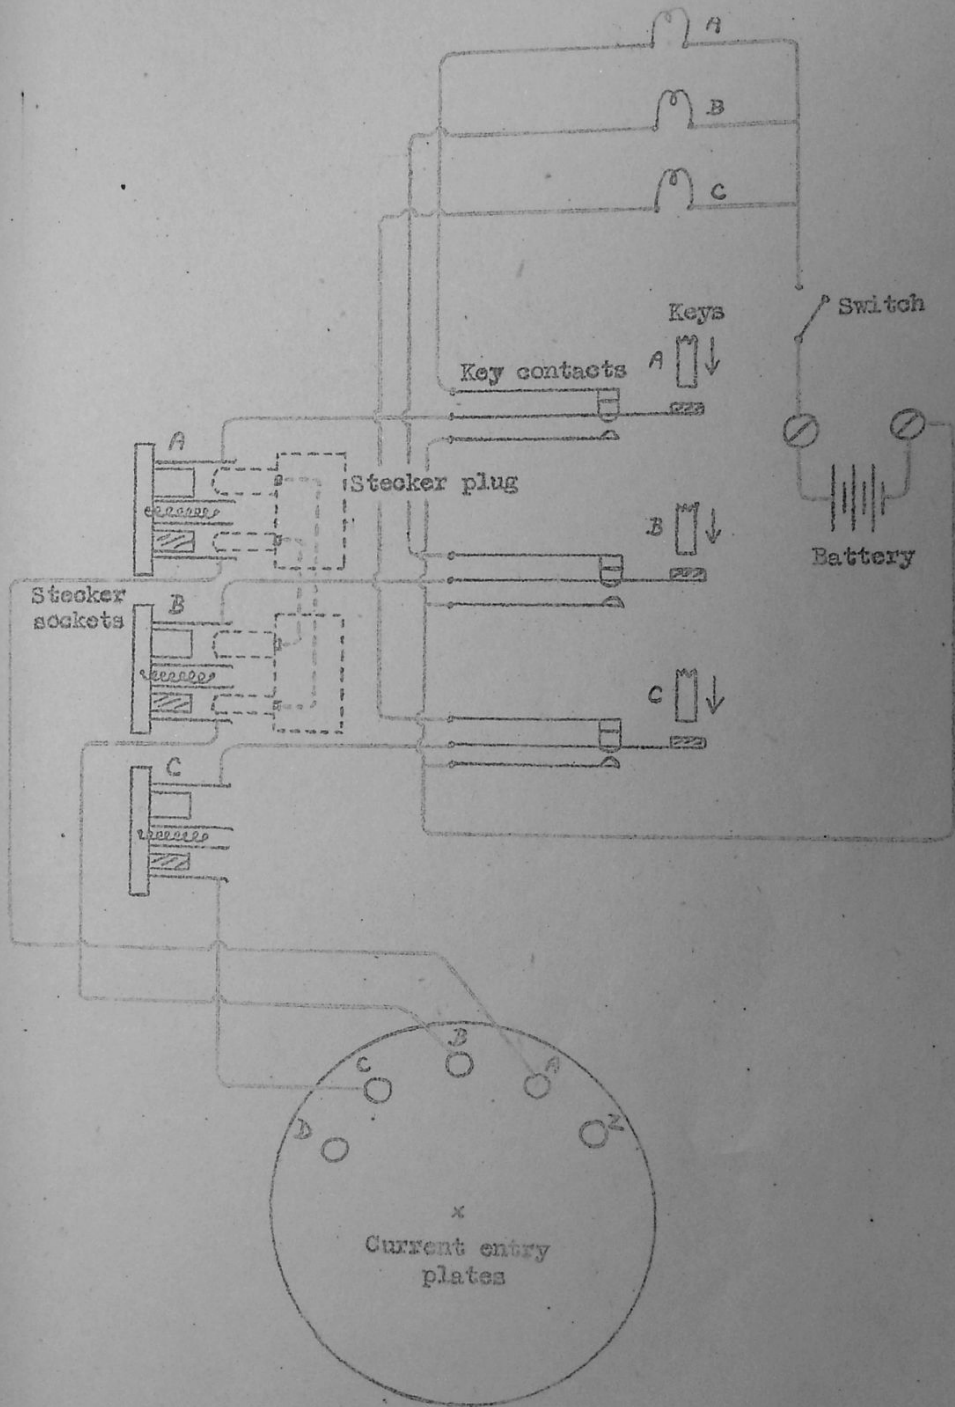 A
B
C
Switch
Keys
A
Key contacts
A
Stecker plug
B
Battery
Stecker
sockets
B
C
C
B
A
C
D
Z
Current entry
plates